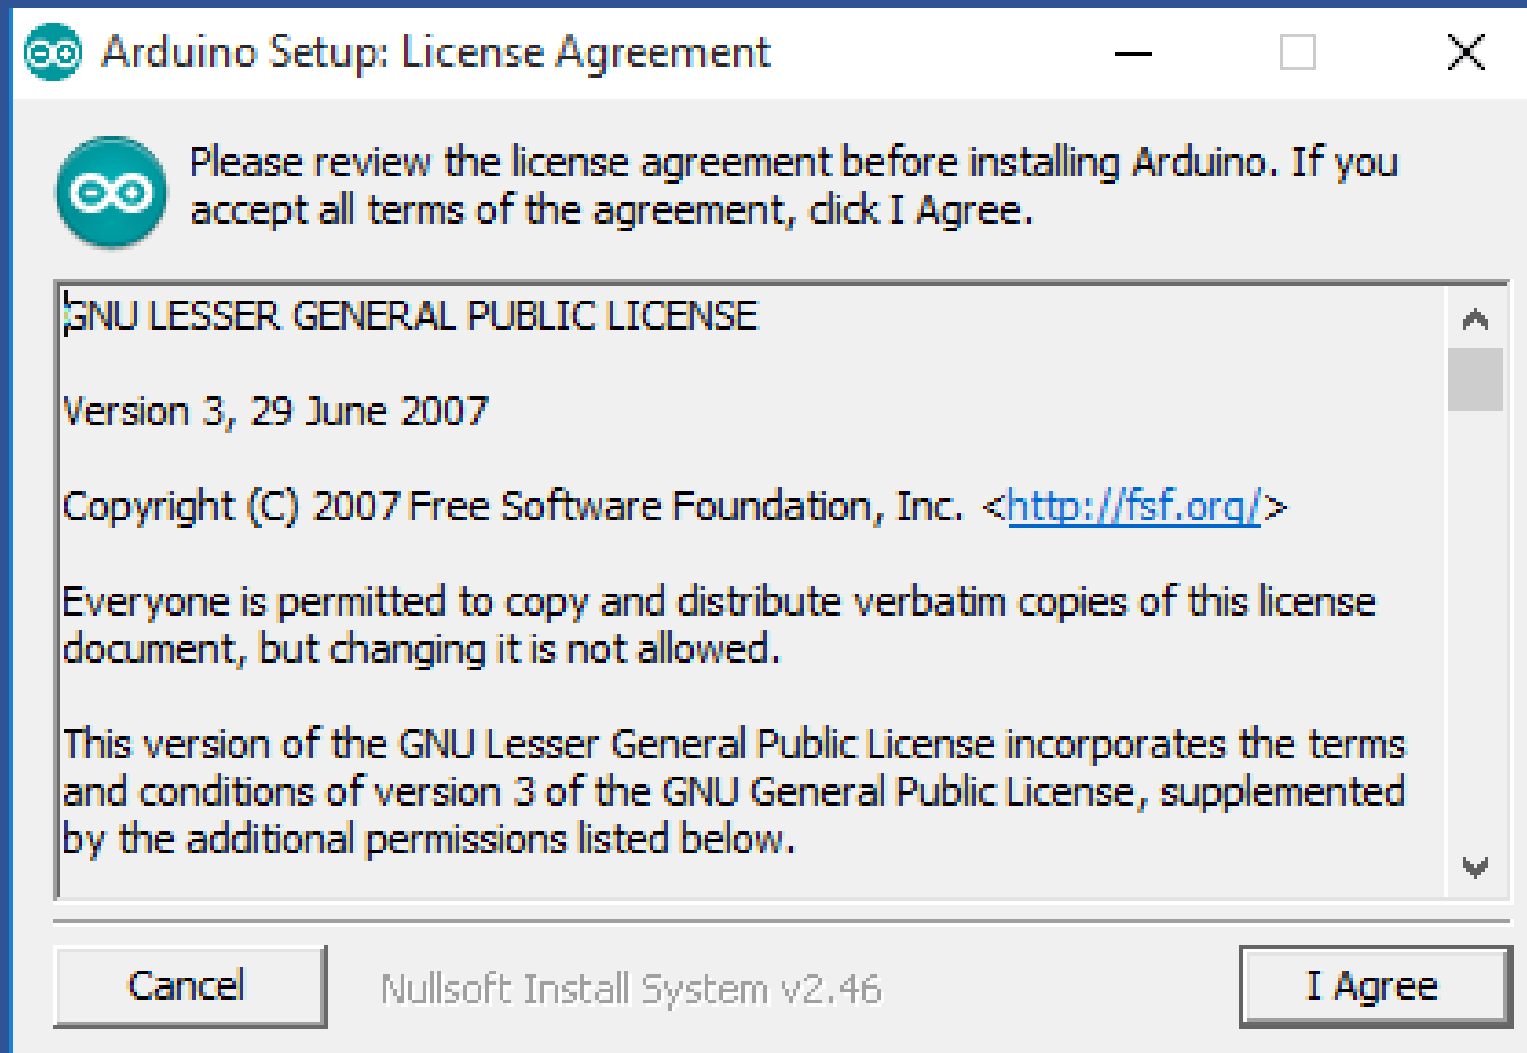 Arduino Setup: License Agreement
Please review the license agreement before installing Arduino. If you
accept all terms of the agreement, click I Agree.
GNU LESSER GENERAL PUBLIC LICENSE
Version 3, 29 June 2007
Copyright (C) 2007 Free Software Foundation, Inc. <http://fsf.org/>
Everyone is permitted to copy and distribute verbatim copies of this license
document, but changing it is not allowed.
This version of the GNU Lesser General Public License incorporates the terms
and conditions of version 3 of the GNU General Public License, supplemented
by the additional permissions listed below.
Cancel
Nullsoft Install System v2.46
I Agree